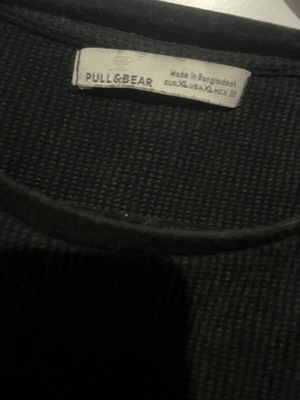 PULL&BEAR
Made in Bangladesh
EUR XL USA XL MEX 32